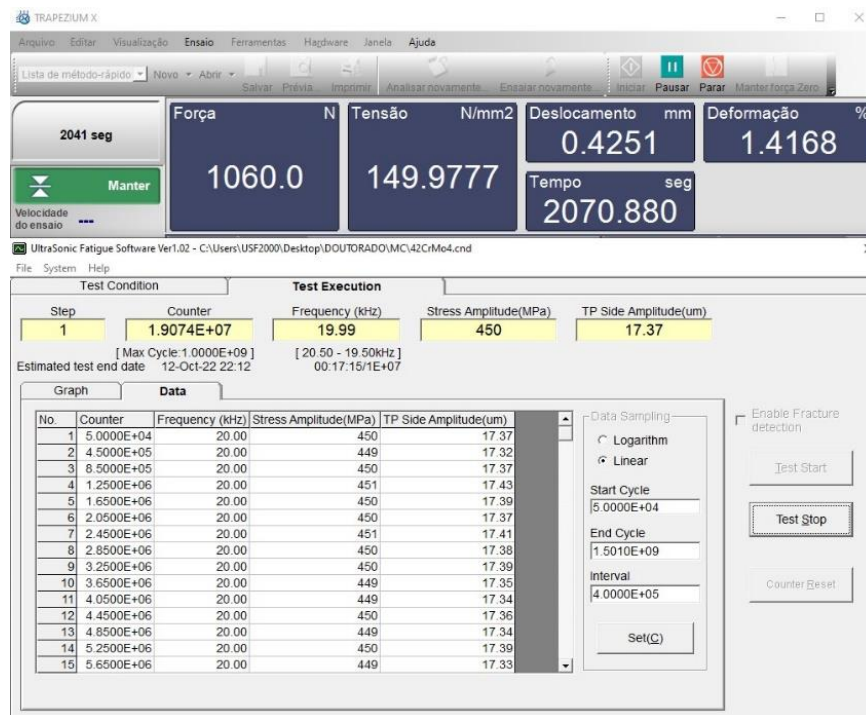 TRAPEZIUM X
Arquivo Editar Visualização Ensaio Ferramentas Hardware Janela Ajuda
Lista de método-rápido Novo Abrir Salvar Prévia... Imprimir Analisar novamente... Ensaiar novamente... Iniciar Pausar Parar Manter força Zero
2041 seg
Manter
Velocidade do ensaio ---
Força N
1060.0
Tensão N/mm2
149.9777
Deslocamento mm
0.4251
Deformação %
1.4168
Tempo seg
2070.880
UltraSonic Fatigue Software Ver1.02 - C:\Users\USF2000\Desktop\DOUTORADO\MC\42CrMo4.cnd
File System Help
Test Condition Test Execution
Step Counter Frequency (kHz) Stress Amplitude(MPa) TP Side Amplitude(um)
1 1.9074E+07 19.99 450 17.37
[ Max Cycle:1.0000E+09 ] [ 20.50 - 19.50kHz ]
Estimated test end date 12-Oct-22 22:12 00:17:15/1E+07
Graph Data
No. Counter Frequency (kHz) Stress Amplitude(MPa) TP Side Amplitude(um)
1 5.0000E+04 20.00 450 17.37
2 4.5000E+05 20.00 449 17.32
3 8.5000E+05 20.00 450 17.37
4 1.2500E+06 20.00 451 17.43
5 1.6500E+06 20.00 450 17.39
6 2.0500E+06 20.00 450 17.37
7 2.4500E+06 20.00 451 17.41
8 2.8500E+06 20.00 450 17.38
9 3.2500E+06 20.00 450 17.39
10 3.6500E+06 20.00 449 17.35
11 4.0500E+06 20.00 449 17.34
12 4.4500E+06 20.00 450 17.36
13 4.8500E+06 20.00 449 17.34
14 5.2500E+06 20.00 450 17.39
15 5.6500E+06 20.00 449 17.33
Data Sampling
Logarithm
Linear
Start Cycle
5.0000E+04
End Cycle
1.5010E+09
Interval
4.0000E+05
Set(C)
Enable Fracture
detection
Test Start
Test Stop
Counter Reset